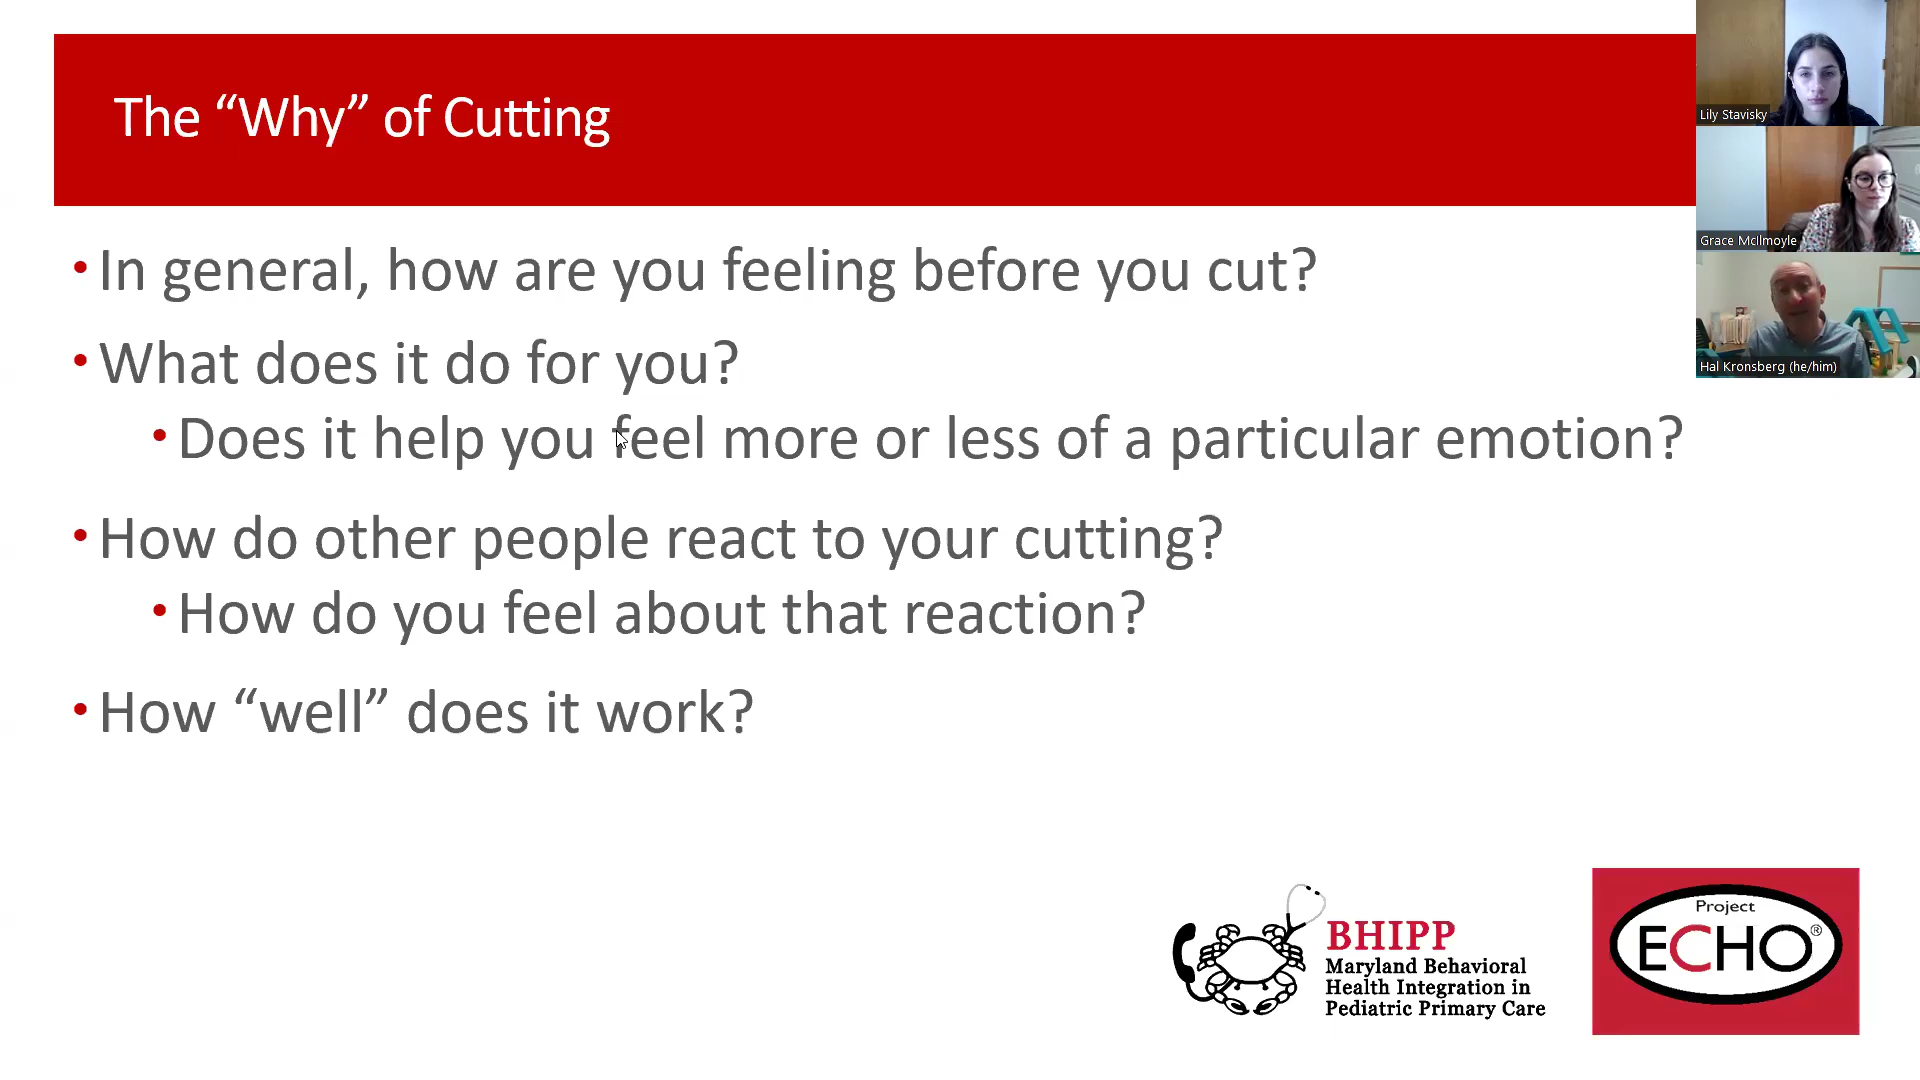 The “Why” of Cutting
• In general, how are you feeling before you cut?
• What does it do for you?
• Does it help you feel more or less of a particular emotion?
• How do other people react to your cutting?
• How do you feel about that reaction?
• How “well” does it work?
Lily Stavisky
Grace McIlmoyle
Hal Kronsberg (he/him)
BHIPP
Maryland Behavioral
Health Integration in
Pediatric Primary Care
Project
ECHO®